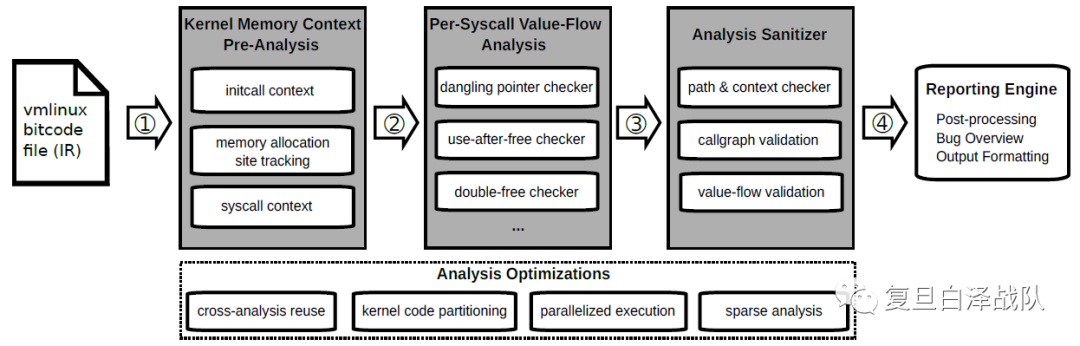 vmlinux
bitcode
file (IR)
①
Kernel Memory Context
Pre-Analysis
initcall context
memory allocation
site tracking
syscall context
②
Per-Syscall Value-Flow
Analysis
dangling pointer checker
use-after-free checker
double-free checker
...
③
Analysis Sanitizer
path & context checker
callgraph validation
value-flow validation
④
Reporting Engine
Post-processing
Bug Overview
Output Formatting
Analysis Optimizations
cross-analysis reuse
kernel code partitioning
parallelized execution
sparse analysis
复旦白泽战队